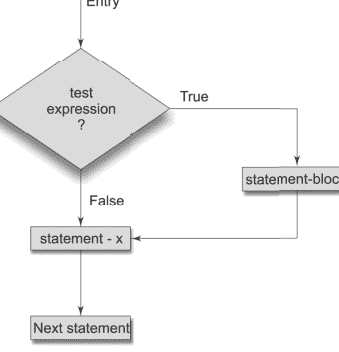 Entry
test
expression
?
True
statement-bloc
False
statement - x
Next statement